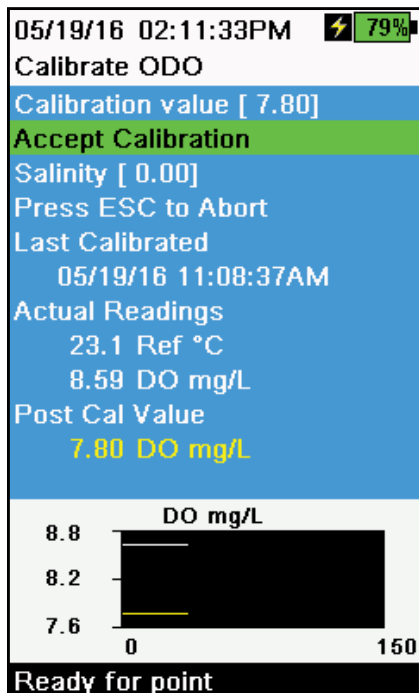 05/19/16 02:11:33PM 79%
Calibrate ODO
Calibration value [ 7.80]
Accept Calibration
Salinity [ 0.00]
Press ESC to Abort
Last Calibrated
05/19/16 11:08:37AM
Actual Readings
23.1 Ref °C
8.59 DO mg/L
Post Cal Value
7.80 DO mg/L
DO mg/L
8.8
8.2
7.6
0 150
Ready for point